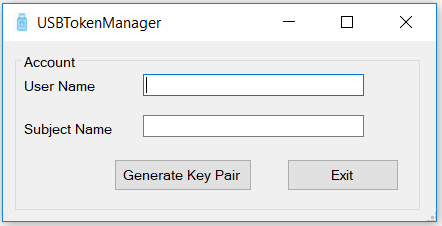 USBTokenManager
Account
User Name
Subject Name
Generate Key Pair Exit